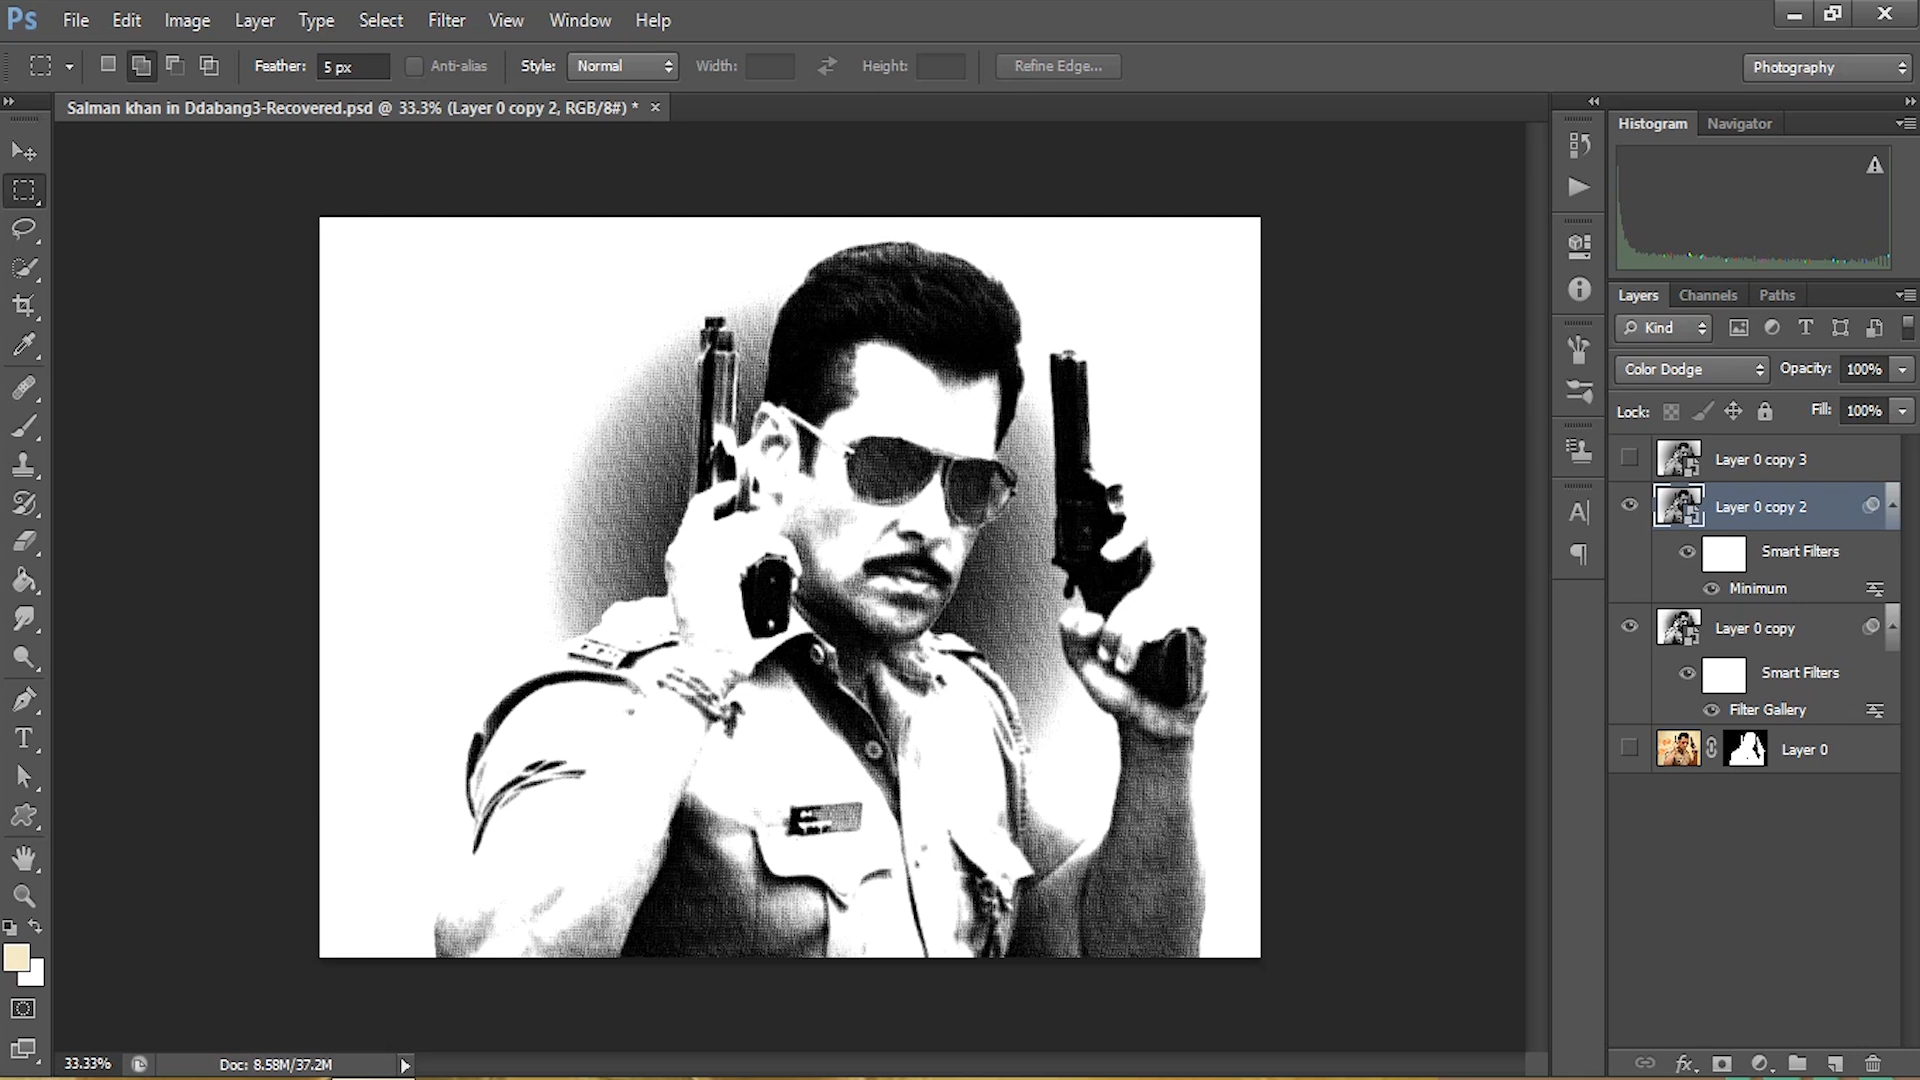 Ps File Edit Image Layer Type Select Filter View Window Help
Feather: 5 px Anti-alias Style: Normal Width: Height: Refine Edge... Photography
Salman khan in Ddabang3-Recovered.psd @ 33.3% (Layer 0 copy 2, RGB/8#) * ×
Histogram Navigator
Layers Channels Paths
Kind
Color Dodge Opacity: 100%
Lock: Fill: 100%
Layer 0 copy 3
Layer 0 copy 2
Smart Filters
Minimum
Layer 0 copy
Smart Filters
Filter Gallery
Layer 0
33.33% Doc: 8.58M/37.2M